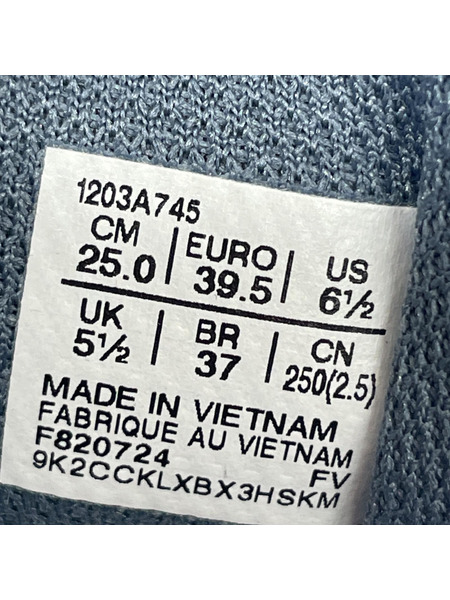 1203A745
CM | EURO | US
25.0 | 39.5 | 6½
UK | BR | CN
5½ | 37 | 250(2.5)
MADE IN VIETNAM
FABRIQUE AU VIETNAM
F820724 FV
9K2CCKLXBX3HSKM